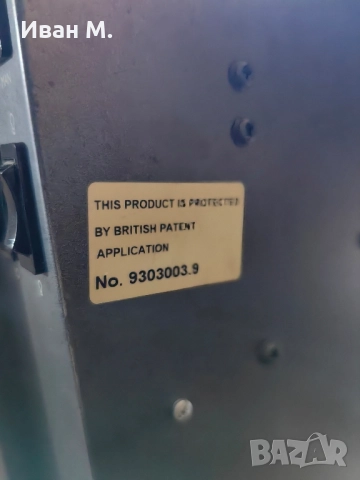 Иван М.
THIS PRODUCT IS PROTECTED
BY BRITISH PATENT
APPLICATION
No. 9303003.9
BAZAR